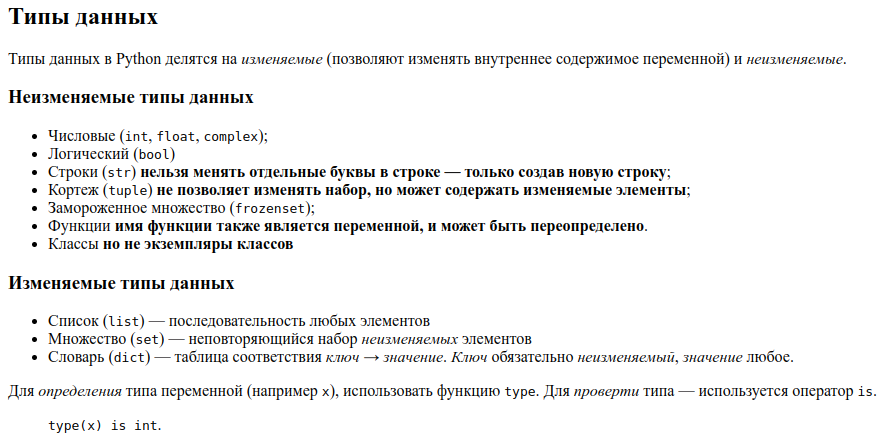 Типы данных
Типы данных в Python делятся на изменяемые (позволяют изменять внутреннее содержимое переменной) и неизменяемые.
Неизменяемые типы данных
• Числовые (int, float, complex);
• Логический (bool)
• Строки (str) нельзя менять отдельные буквы в строке — только создав новую строку;
• Кортеж (tuple) не позволяет изменять набор, но может содержать изменяемые элементы;
• Замороженное множество (frozenset);
• Функции имя функции также является переменной, и может быть переопределено.
• Классы но не экземпляры классов
Изменяемые типы данных
• Список (list) — последовательность любых элементов
• Множество (set) — неповторяющийся набор неизменяемых элементов
• Словарь (dict) — таблица соответствия ключ → значение. Ключ обязательно неизменяемый, значение любое.
Для определения типа переменной (например x), использовать функцию type. Для проверти типа — используется оператор is.
type(x) is int.